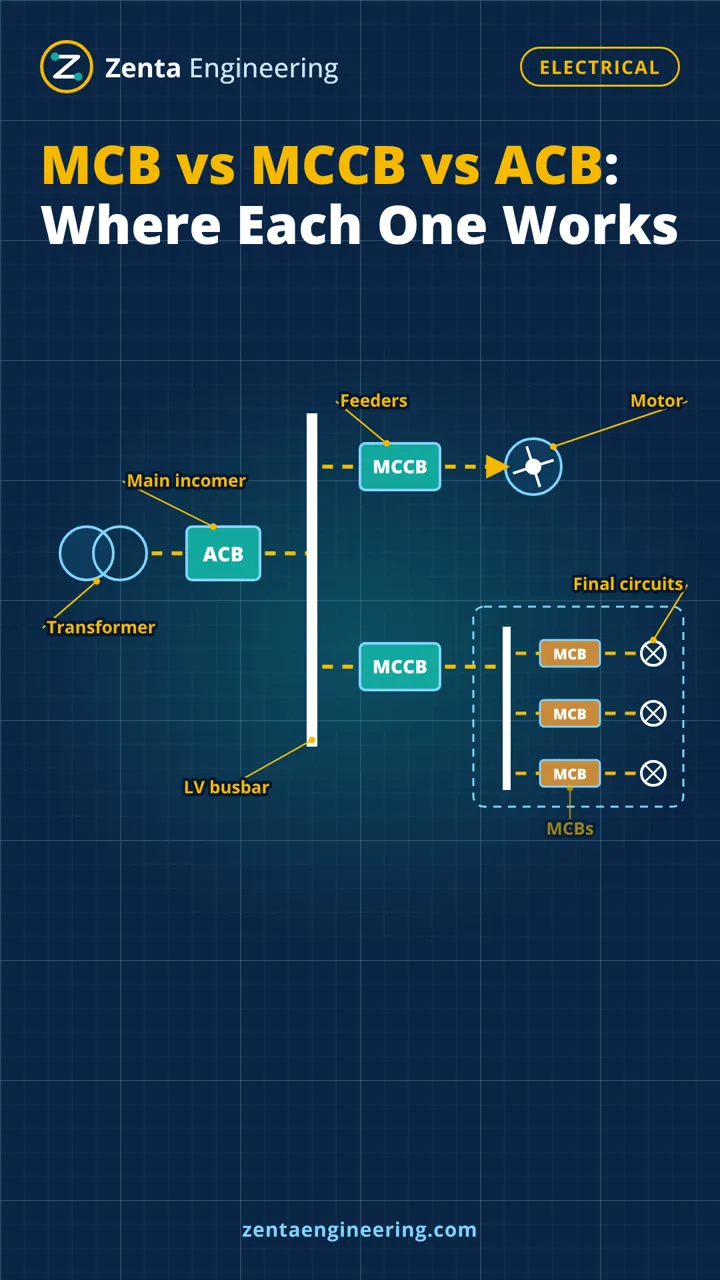 Zenta Engineering
ELECTRICAL
MCB vs MCCB vs ACB:
Where Each One Works
Feeders
Motor
MCCB
Main incomer
ACB
Transformer
Final circuits
MCB
MCCB
MCB
MCB
LV busbar
MCBs
zentaengineering.com